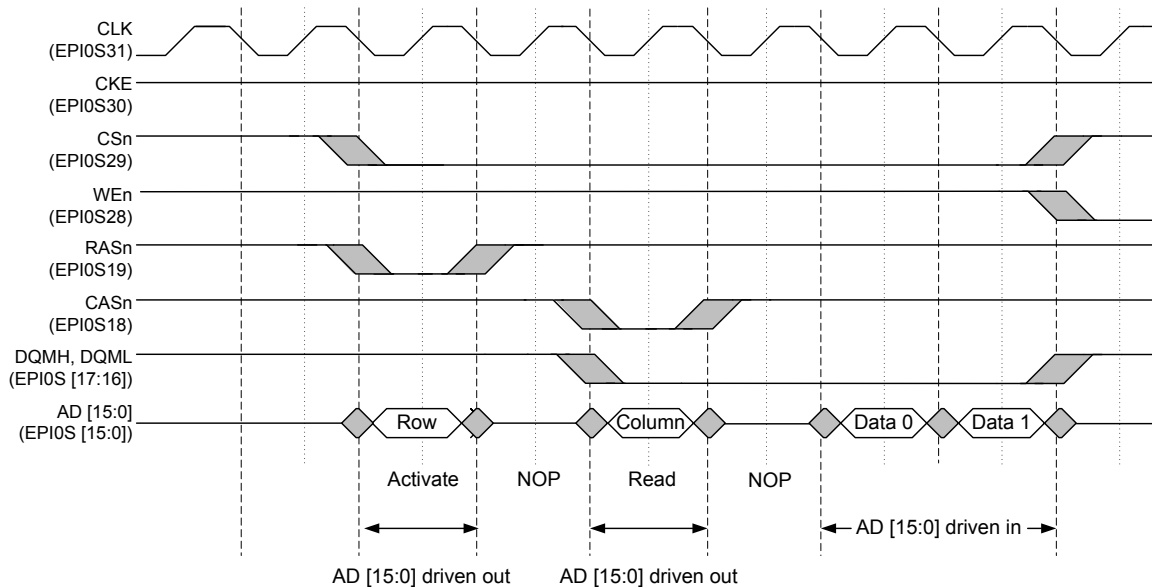 CLK
(EPI0S31)
CKE
(EPI0S30)
CSn
(EPI0S29)
WEn
(EPI0S28)
RASn
(EPI0S19)
CASn
(EPI0S18)
DQMH, DQML
(EPI0S [17:16])
AD [15:0]
(EPI0S [15:0])
Row
Column
Data 0
Data 1
Activate
NOP
Read
NOP
AD [15:0] driven in
AD [15:0] driven out
AD [15:0] driven out